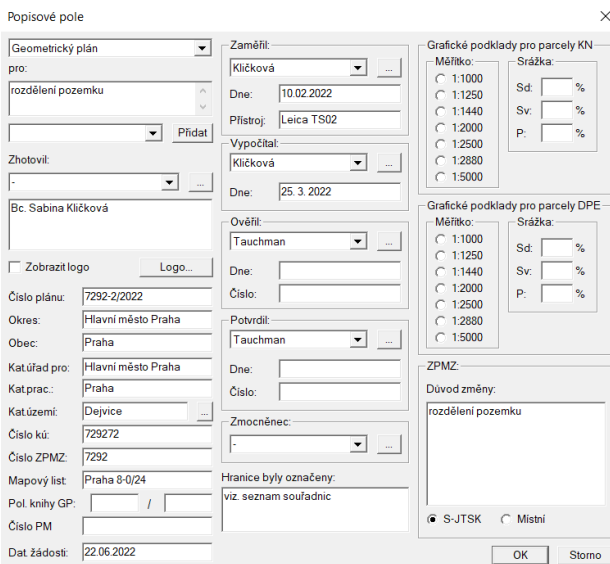 Popisové pole
Geometrický plán
pro:
rozdělení pozemku
Přidat
Zhotovil:
-
...
Bc. Sabina Kličková
Zobrazit logo
Logo...
Číslo plánu: 7292-2/2022
Okres: Hlavní město Praha
Obec: Praha
Kat.úřad pro: Hlavní město Praha
Kat.prac.: Praha
Kat.území: Dejvice ...
Číslo kú: 729272
Číslo ZPMZ: 7292
Mapový list: Praha 8-0/24
Pol. knihy GP: /
Číslo PM
Dat. žádosti: 22.06.2022
Zaměřil:
Kličková ...
Dne: 10.02.2022
Přístroj: Leica TS02
Vypočítal:
Kličková ...
Dne: 25. 3. 2022
Ověřil:
Tauchman ...
Dne:
Číslo:
Potvrdil:
Tauchman ...
Dne:
Číslo:
Zmocněnec:
- ...
Hranice byly označeny:
viz. seznam souřadnic
Grafické podklady pro parcely KN
Měřítko:
1:1000
1:1250
1:1440
1:2000
1:2500
1:2880
1:5000
Srážka:
Sd: %
Sv: %
P: %
Grafické podklady pro parcely DPE
Měřítko:
1:1000
1:1250
1:1440
1:2000
1:2500
1:2880
1:5000
Srážka:
Sd: %
Sv: %
P: %
ZPMZ:
Důvod změny:
rozdělení pozemku
S-JTSK Místní
OK Storno